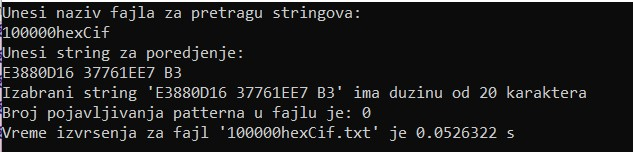 Unesi naziv fajla za pretragu stringova:
100000hexCif
Unesi string za poredjenje:
E3880D16 37761EE7 B3
Izabrani string 'E3880D16 37761EE7 B3' ima duzinu od 20 karaktera
Broj pojavljivanja patterna u fajlu je: 0
Vreme izvrsenja za fajl '100000hexCif.txt' je 0.0526322 s